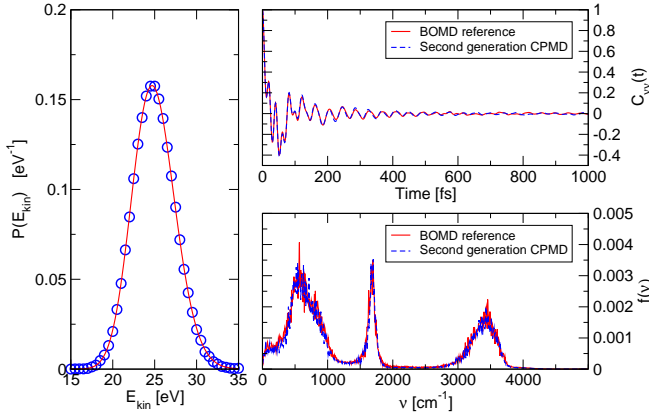 P(E_kin) [eV^-1]
0.15
0.1
0.05
0
15 20 25 30 35
E_kin [eV]
BOMD reference
Second generation CPMD
1
0.8
0.6
0.4
0.2
0
-0.2
-0.4
C_vv(t)
0 200 400 600 800 1000
Time [fs]
BOMD reference
Second generation CPMD
0.005
0.004
0.003
0.002
0.001
0
f(ν)
0 1000 2000 3000 4000 5000
ν [cm^-1]